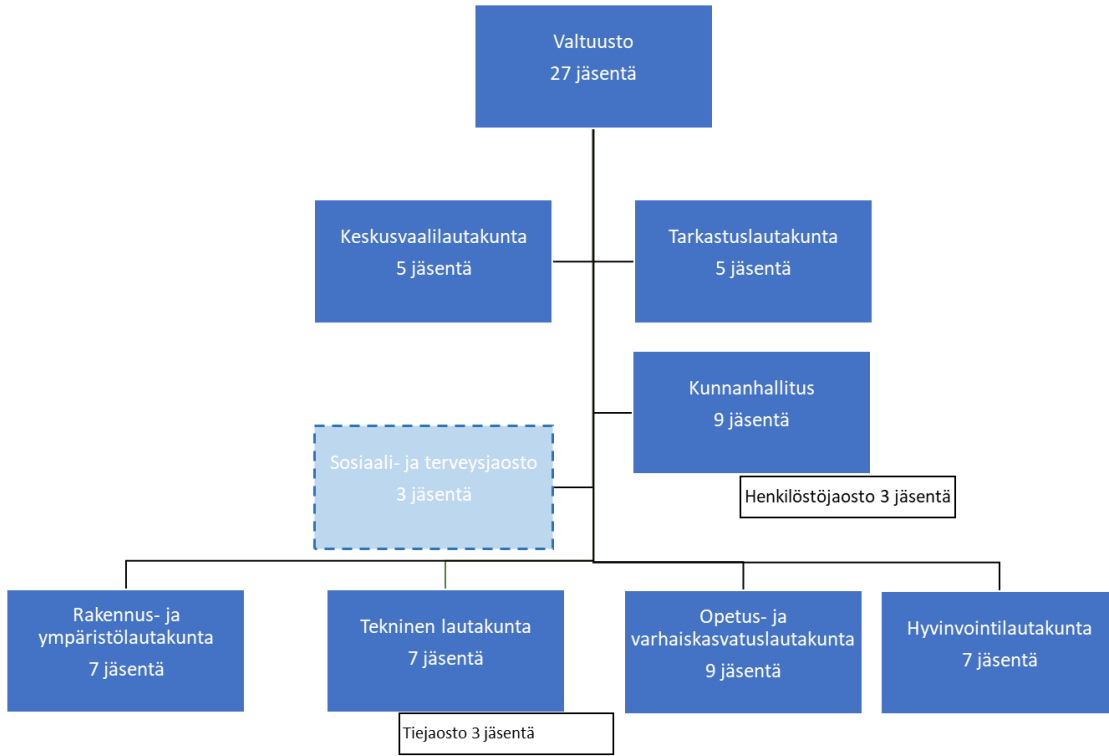 Valtuusto
27 jäsentä
Keskusvaalilautakunta
5 jäsentä
Tarkastuslautakunta
5 jäsentä
Kunnanhallitus
9 jäsentä
Henkilöstöjaosto 3 jäsentä
Sosiaali- ja terveysjaosto
3 jäsentä
Rakennus- ja
ympäristölautakunta
7 jäsentä
Tekninen lautakunta
7 jäsentä
Tiejaosto 3 jäsentä
Opetus- ja
varhaiskasvatuslautakunta
9 jäsentä
Hyvinvointilautakunta
7 jäsentä